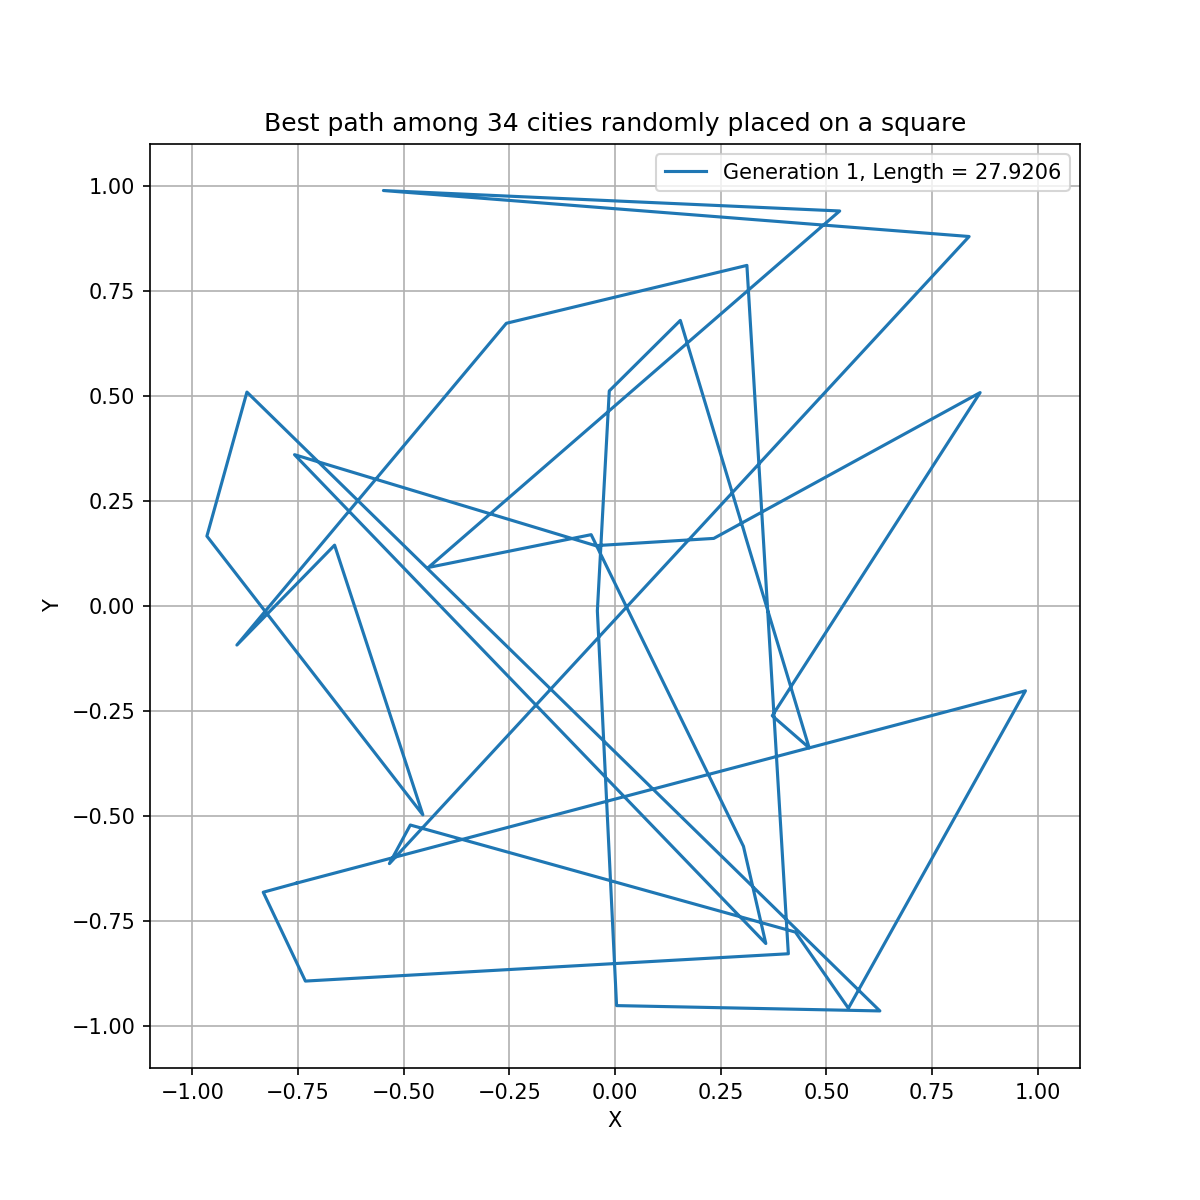 Best path among 34 cities randomly placed on a square
Generation 1, Length = 27.9206
1.00
0.75
0.50
0.25
0.00
−0.25
−0.50
−0.75
−1.00
Y
−1.00 −0.75 −0.50 −0.25 0.00 0.25 0.50 0.75 1.00
X